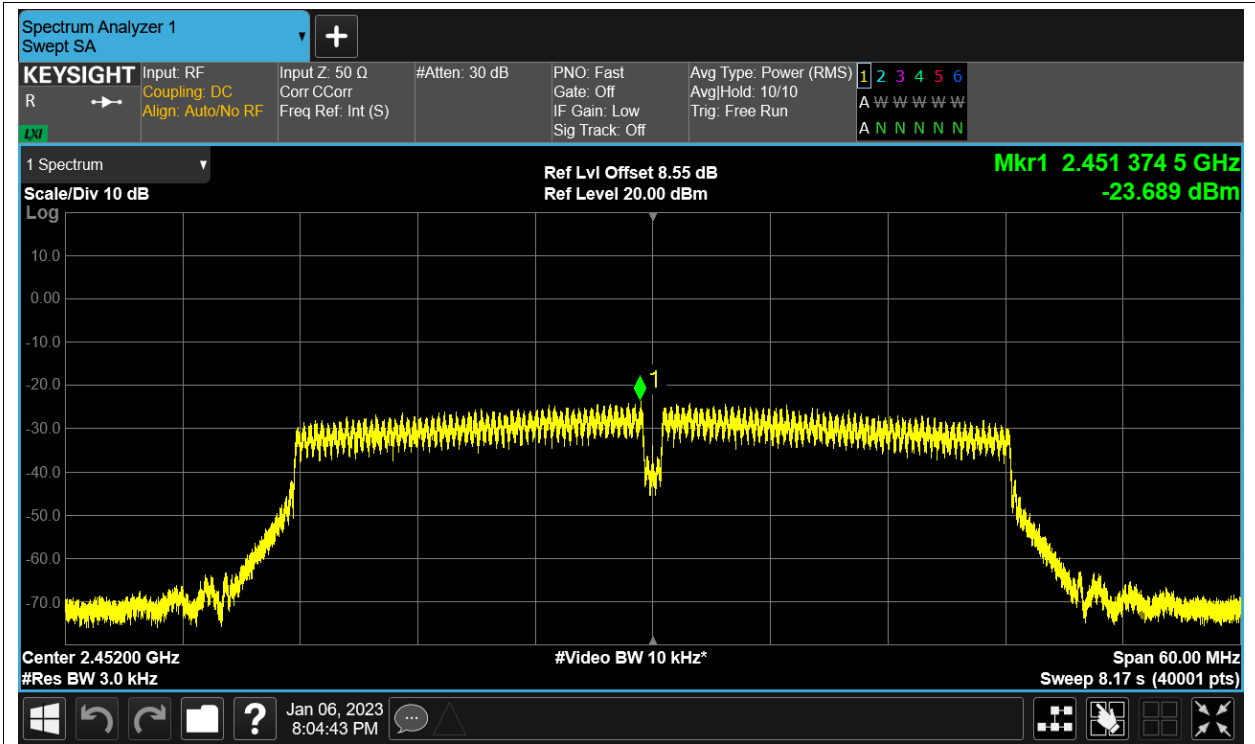 Spectrum Analyzer 1
Swept SA
KEYSIGHT
R
LXI
Input: RF
Coupling: DC
Align: Auto/No RF
Input Z: 50 Ω
Corr CCorr
Freq Ref: Int (S)
#Atten: 30 dB
PNO: Fast
Gate: Off
IF Gain: Low
Sig Track: Off
Avg Type: Power (RMS)
Avg|Hold: 10/10
Trig: Free Run
1 2 3 4 5 6
A W W W W W
A N N N N N
1 Spectrum
Scale/Div 10 dB
Log
Ref Lvl Offset 8.55 dB
Ref Level 20.00 dBm
Mkr1 2.451 374 5 GHz
-23.689 dBm
10.0
0.00
-10.0
-20.0
1
-30.0
-40.0
-50.0
-60.0
-70.0
Center 2.45200 GHz
#Video BW 10 kHz*
Span 60.00 MHz
#Res BW 3.0 kHz
Sweep 8.17 s (40001 pts)
?
Jan 06, 2023
8:04:43 PM